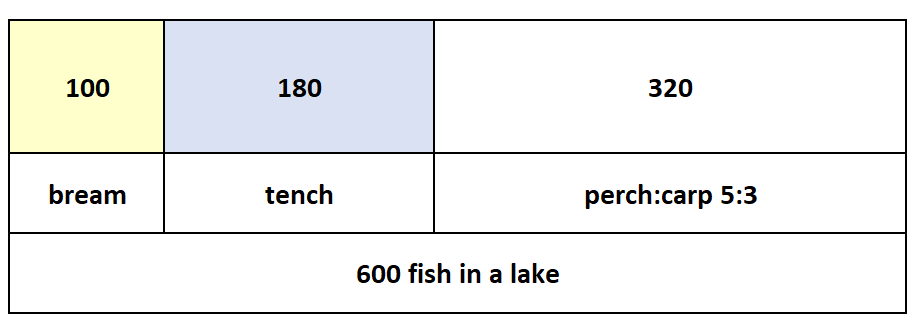 100 180 320
bream tench perch:carp 5:3
600 fish in a lake